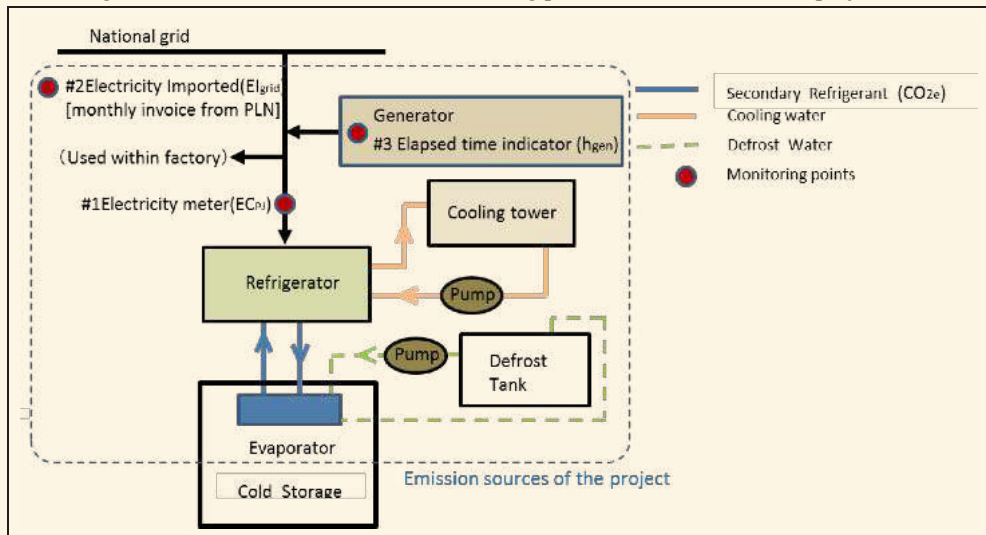 National grid
#2Electricity Imported(EIgrid)
[monthly invoice from PLN]
Generator
#3 Elapsed time indicator (hgen)
(Used within factory)
#1Electricity meter(ECPJ)
Cooling tower
Refrigerator
Pump
Pump
Defrost
Tank
Evaporator
Cold Storage
Emission sources of the project
Secondary Refrigerant (CO2e)
Cooling water
Defrost Water
Monitoring points